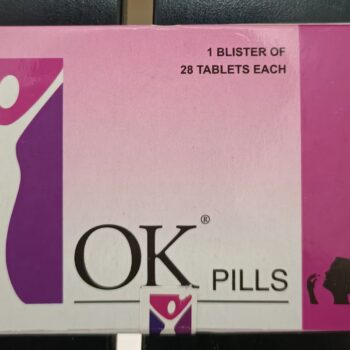 1 BLISTER OF
28 TABLETS EACH
OK® PILLS